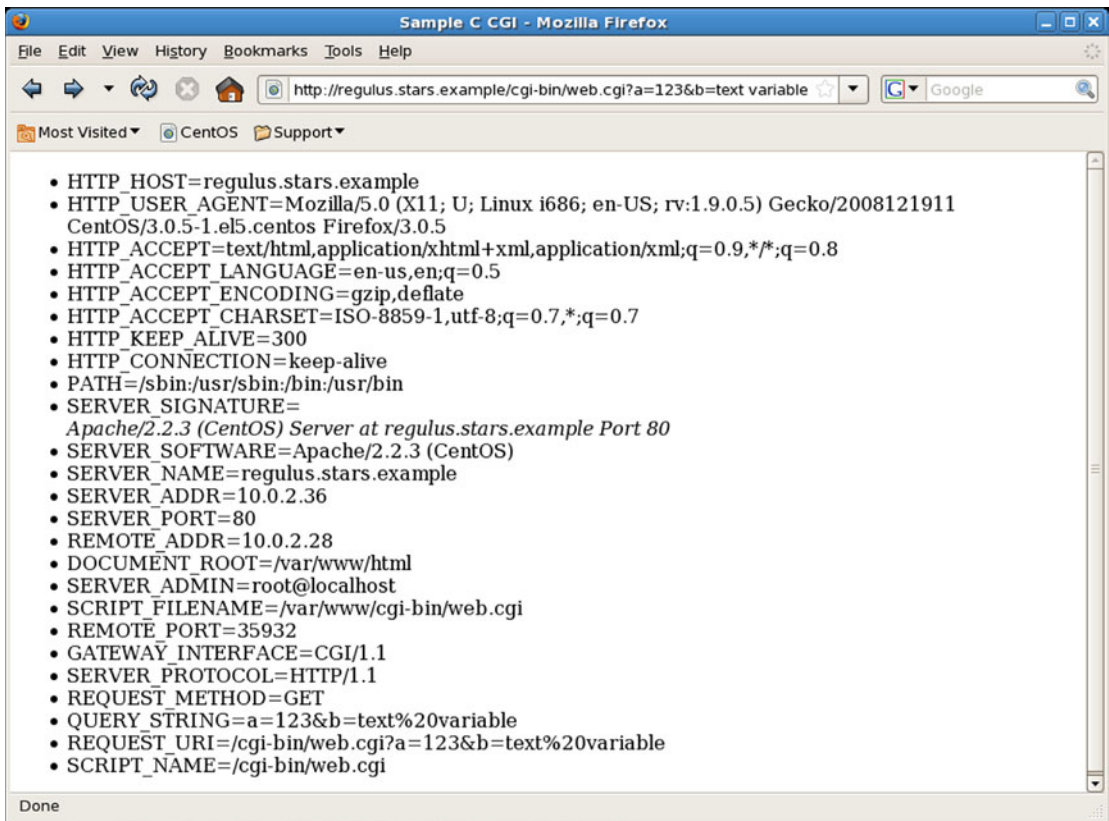 Sample C CGI - Mozilla Firefox
File Edit View History Bookmarks Tools Help
http://regulus.stars.example/cgi-bin/web.cgi?a=123&b=text variable
G Google
Most Visited CentOS Support
HTTP_HOST=regulus.stars.example
HTTP_USER_AGENT=Mozilla/5.0 (X11; U; Linux i686; en-US; rv:1.9.0.5) Gecko/2008121911
CentOS/3.0.5-1.el5.centos Firefox/3.0.5
HTTP_ACCEPT=text/html,application/xhtml+xml,application/xml;q=0.9,*/*;q=0.8
HTTP_ACCEPT_LANGUAGE=en-us,en;q=0.5
HTTP_ACCEPT_ENCODING=gzip,deflate
HTTP_ACCEPT_CHARSET=ISO-8859-1,utf-8;q=0.7,*;q=0.7
HTTP_KEEP_ALIVE=300
HTTP_CONNECTION=keep-alive
PATH=/sbin:/usr/sbin:/bin:/usr/bin
SERVER_SIGNATURE=
Apache/2.2.3 (CentOS) Server at regulus.stars.example Port 80
SERVER_SOFTWARE=Apache/2.2.3 (CentOS)
SERVER_NAME=regulus.stars.example
SERVER_ADDR=10.0.2.36
SERVER_PORT=80
REMOTE_ADDR=10.0.2.28
DOCUMENT_ROOT=/var/www/html
SERVER_ADMIN=root@localhost
SCRIPT_FILENAME=/var/www/cgi-bin/web.cgi
REMOTE_PORT=35932
GATEWAY_INTERFACE=CGI/1.1
SERVER_PROTOCOL=HTTP/1.1
REQUEST_METHOD=GET
QUERY_STRING=a=123&b=text%20variable
REQUEST_URI=/cgi-bin/web.cgi?a=123&b=text%20variable
SCRIPT_NAME=/cgi-bin/web.cgi
Done